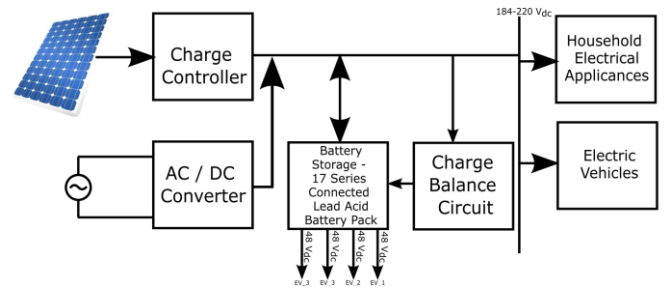 184-220 Vdc
Charge
Controller
Household
Electrical
Applicances
AC / DC
Converter
Battery
Storage -
17 Series
Connected
Lead Acid
Battery Pack
Charge
Balance
Circuit
Electric
Vehicles
48 Vdc
48 Vdc
48 Vdc
48 Vdc
EV_3
EV_3
EV_2
EV_1